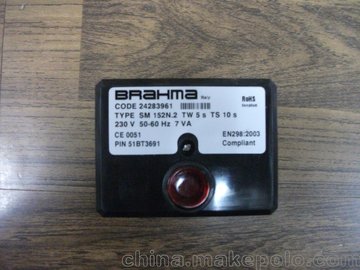 BRAHMA Italy
RoHS
CODE 24283961
compliant
TYPE SM 152N.2 TW 5 s TS 10 s
230 V 50-60 Hz 7 VA
CE 0051
EN298:2003
PIN 51BT3691
Compliant
china.makepolo.com